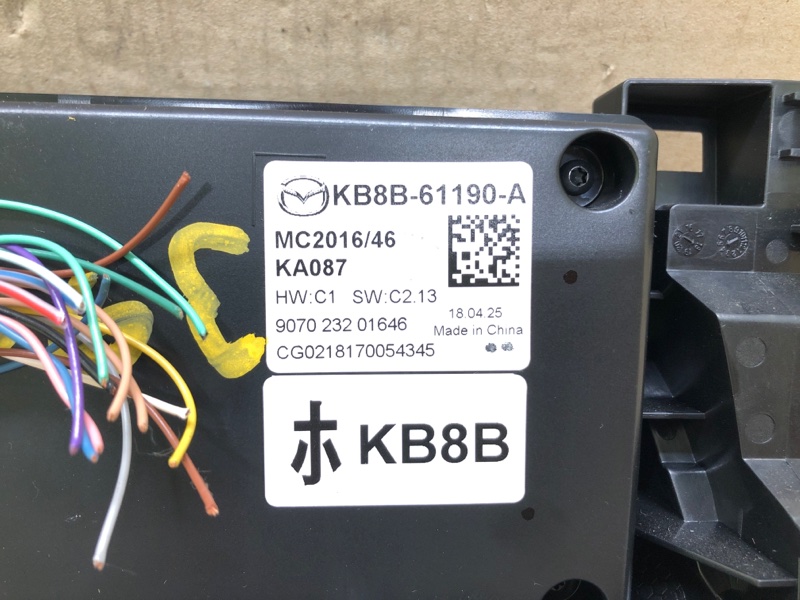 KB8B-61190-A
MC2016/46
KA087
HW:C1 SW:C2.13
18.04.25
9070 232 01646
Made in China
CG0218170054345
ホ KB8B